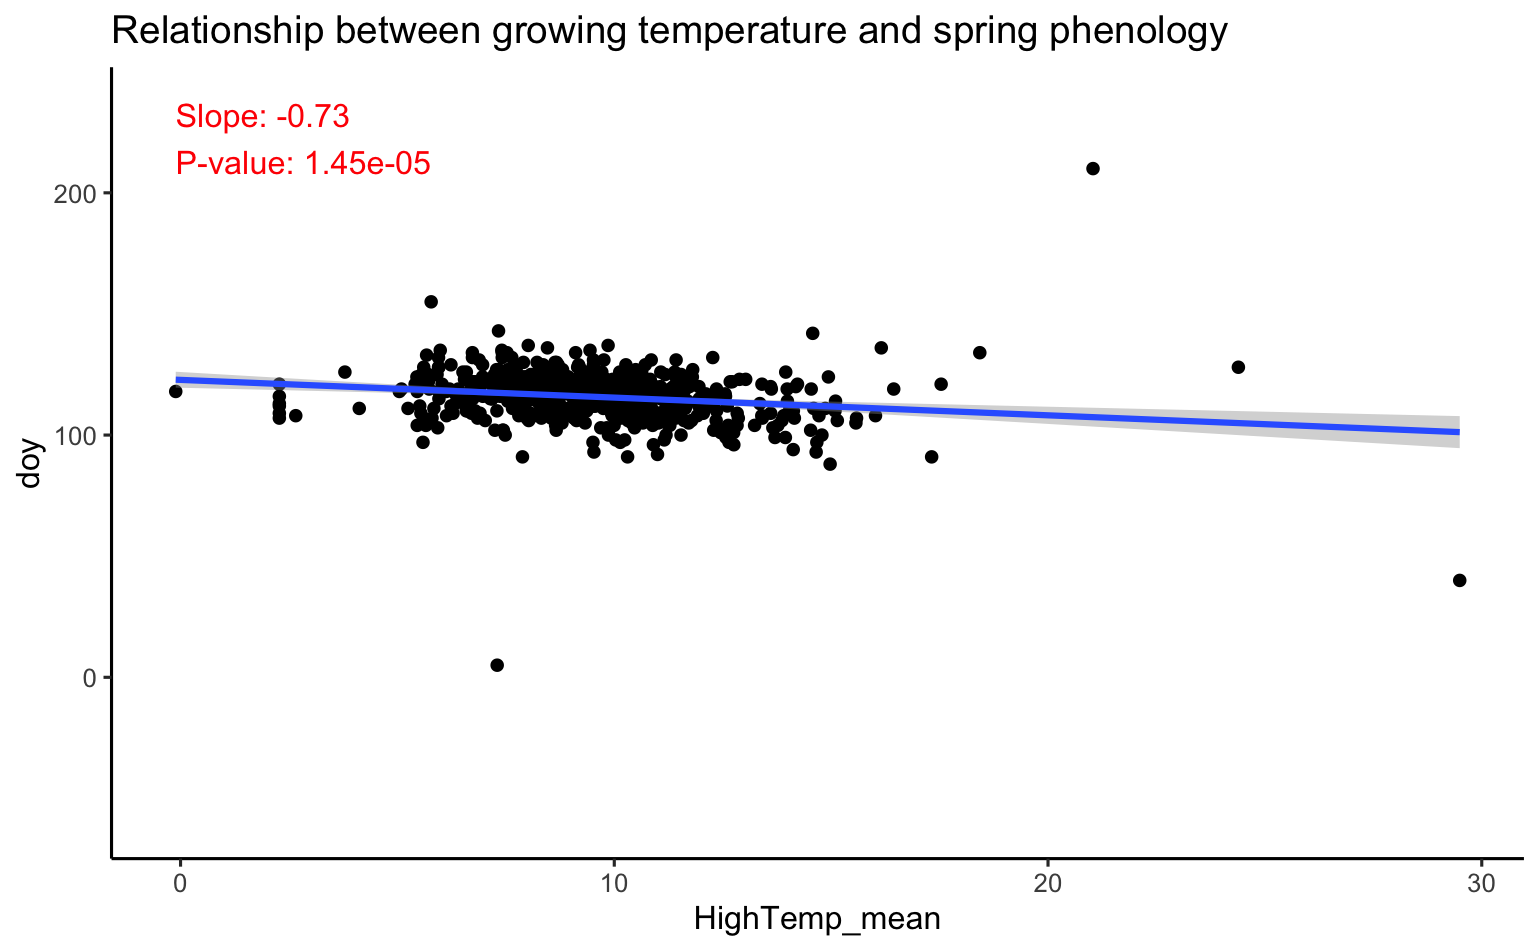 Relationship between growing temperature and spring phenology
Slope: -0.73
P-value: 1.45e-05
200
100
0
doy
0 10 20 30
HighTemp_mean